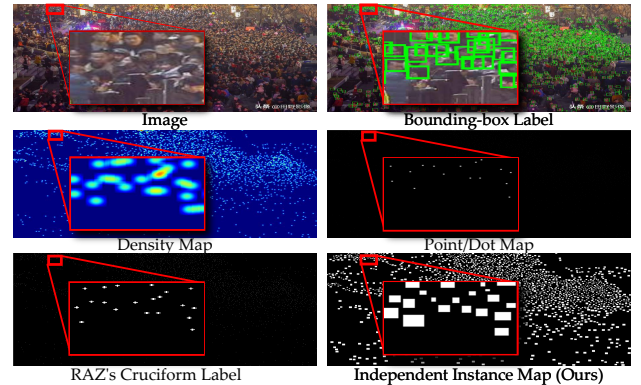 Image
Bounding-box Label
Density Map
Point/Dot Map
RAZ's Cruciform Label
Independent Instance Map (Ours)